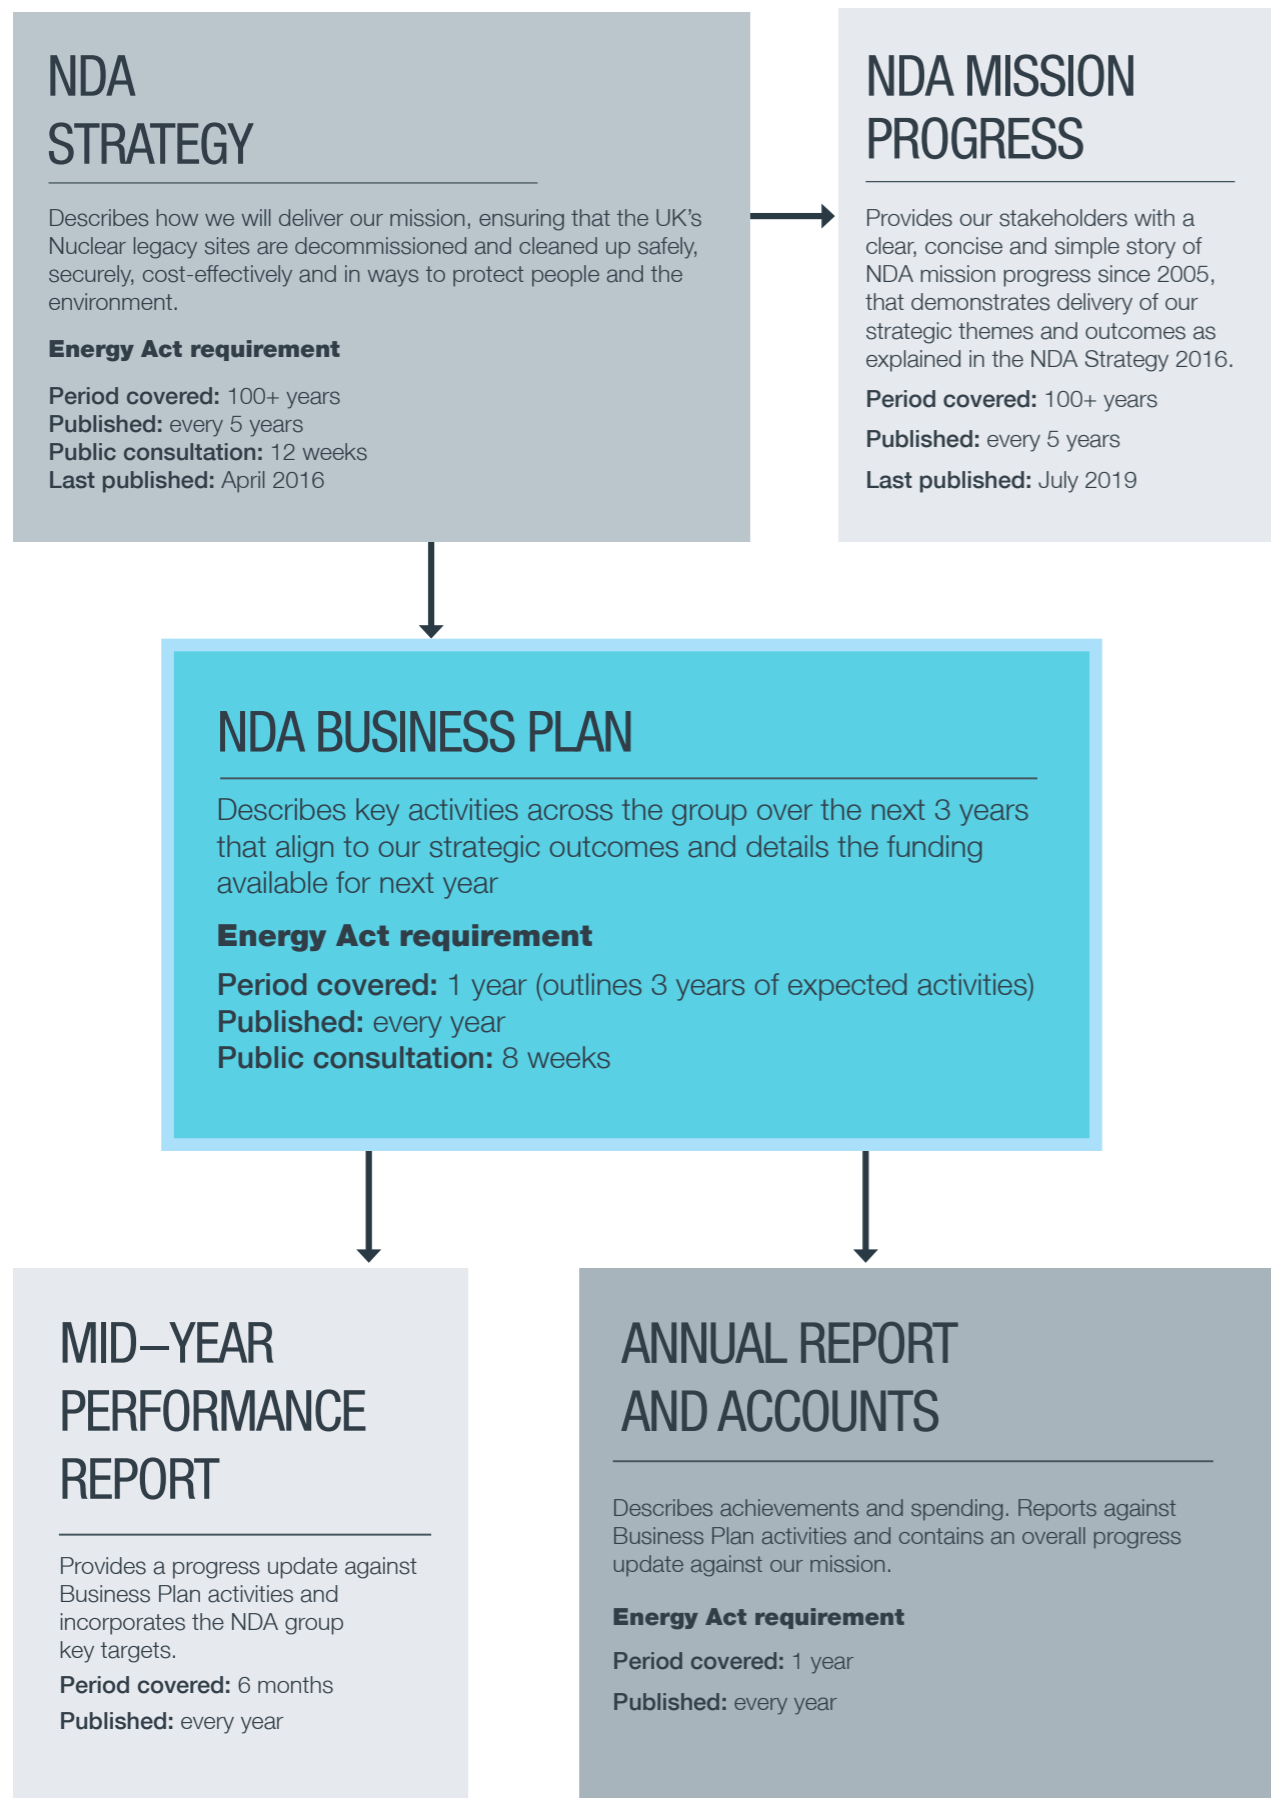 NDA
STRATEGY
Describes how we will deliver our mission, ensuring that the UK’s
Nuclear legacy sites are decommissioned and cleaned up safely,
securely, cost-effectively and in ways to protect people and the
environment.
Energy Act requirement
Period covered: 100+ years
Published: every 5 years
Public consultation: 12 weeks
Last published: April 2016
NDA MISSION
PROGRESS
Provides our stakeholders with a
clear, concise and simple story of
NDA mission progress since 2005,
that demonstrates delivery of our
strategic themes and outcomes as
explained in the NDA Strategy 2016.
Period covered: 100+ years
Published: every 5 years
Last published: July 2019
NDA BUSINESS PLAN
Describes key activities across the group over the next 3 years
that align to our strategic outcomes and details the funding
available for next year
Energy Act requirement
Period covered: 1 year (outlines 3 years of expected activities)
Published: every year
Public consultation: 8 weeks
MID–YEAR
PERFORMANCE
REPORT
Provides a progress update against
Business Plan activities and
incorporates the NDA group
key targets.
Period covered: 6 months
Published: every year
ANNUAL REPORT
AND ACCOUNTS
Describes achievements and spending. Reports against
Business Plan activities and contains an overall progress
update against our mission.
Energy Act requirement
Period covered: 1 year
Published: every year